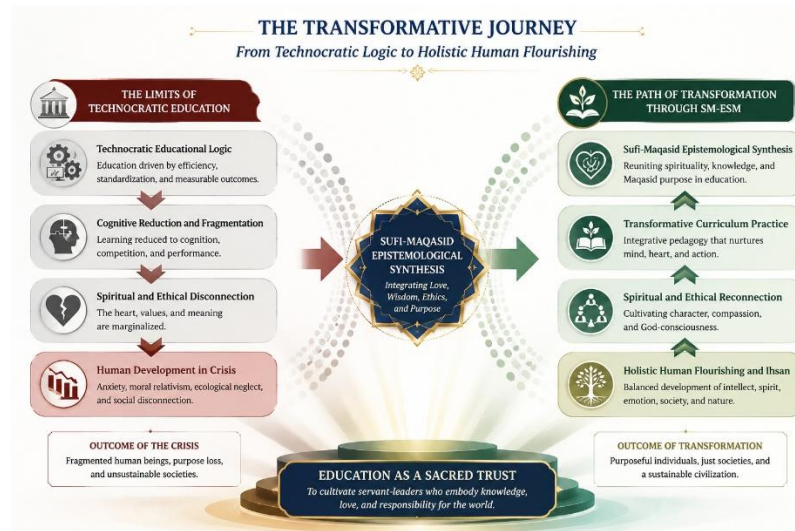 THE TRANSFORMATIVE JOURNEY
From Technocratic Logic to Holistic Human Flourishing
THE LIMITS OF
TECHNOCRATIC EDUCATION
Technocratic Educational Logic
Education driven by efficiency,
standardization, and measurable outcomes.
Cognitive Reduction and Fragmentation
Learning reduced to cognition,
competition, and performance.
Spiritual and Ethical Disconnection
The heart, values, and meaning
are marginalized.
Human Development in Crisis
Anxiety, moral relativism, ecological neglect,
and social disconnection.
OUTCOME OF THE CRISIS
Fragmented human beings, purpose loss,
and unsustainable societies.
SUFI-MAQASID
EPISTEMOLOGICAL
SYNTHESIS
Integrating Love,
Wisdom, Ethics,
and Purpose
THE PATH OF TRANSFORMATION
THROUGH SM-ESM
Sufi-Maqasid Epistemological Synthesis
Reuniting spirituality, knowledge, and
Maqasid purpose in education.
Transformative Curriculum Practice
Integrative pedagogy that nurtures
mind, heart, and action.
Spiritual and Ethical Reconnection
Cultivating character, compassion,
and God-consciousness.
Holistic Human Flourishing and Ihsan
Balanced development of intellect, spirit,
emotion, society, and nature.
OUTCOME OF TRANSFORMATION
Purposeful individuals, just societies, and
a sustainable civilization.
EDUCATION AS A SACRED TRUST
To cultivate servant-leaders who embody knowledge,
love, and responsibility for the world.